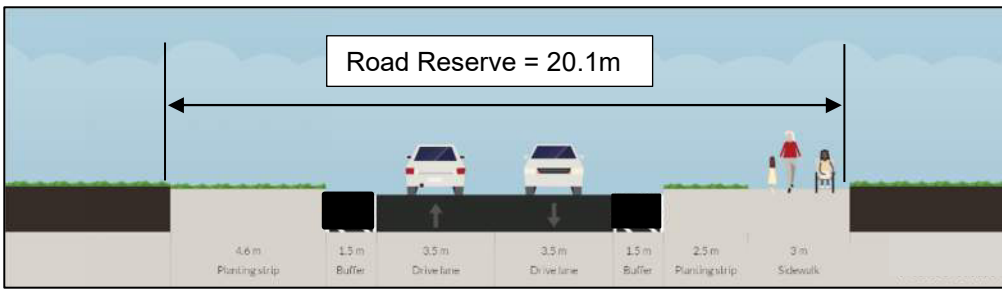 Road Reserve = 20.1m
4.6 m
Planting strip
1.5 m
Buffer
3.5 m
Drive lane
3.5 m
Drive lane
1.5 m
Buffer
2.5 m
Planting strip
3 m
Sidewalk